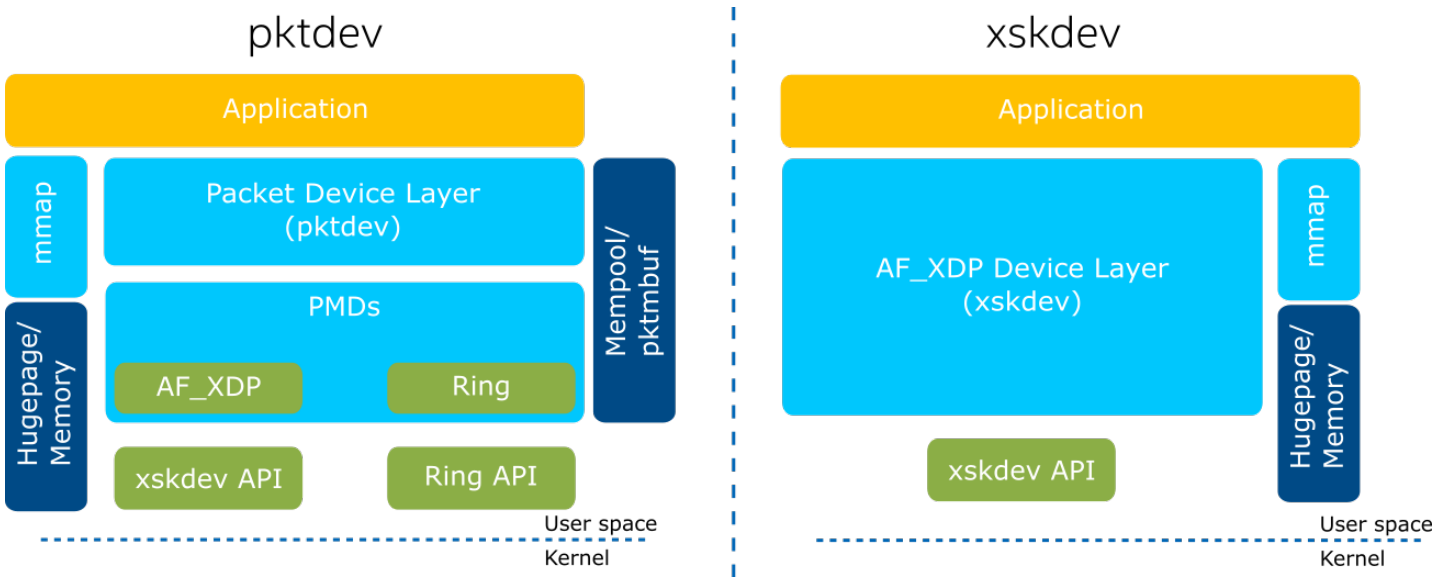 pktdev
Application
mmap
Hugepage/
Memory
Packet Device Layer
(pktdev)
PMDs
AF_XDP
Ring
xskdev API
Ring API
Mempool/
pktmbuf
User space
Kernel
xskdev
Application
AF_XDP Device Layer
(xskdev)
mmap
Hugepage/
Memory
xskdev API
User space
Kernel